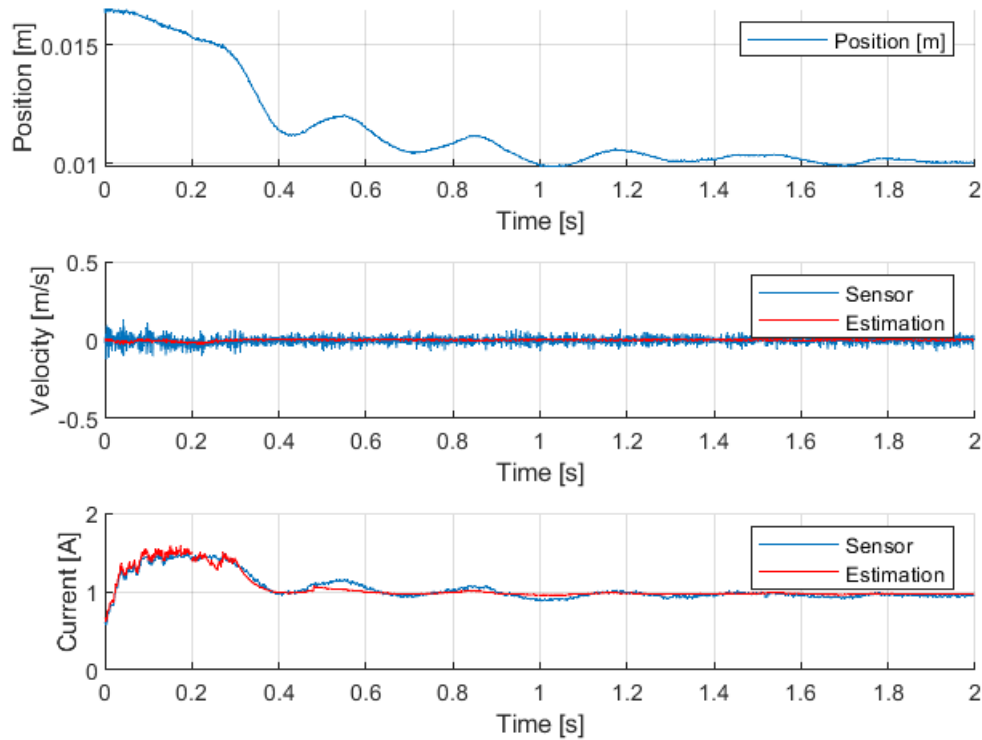 Position [m]
0.015
0.01
Position [m]
0 0.2 0.4 0.6 0.8 1 1.2 1.4 1.6 1.8 2
Time [s]
Velocity [m/s]
0.5
0
-0.5
Sensor
Estimation
0 0.2 0.4 0.6 0.8 1 1.2 1.4 1.6 1.8 2
Time [s]
Current [A]
2
1
0
Sensor
Estimation
0 0.2 0.4 0.6 0.8 1 1.2 1.4 1.6 1.8 2
Time [s]